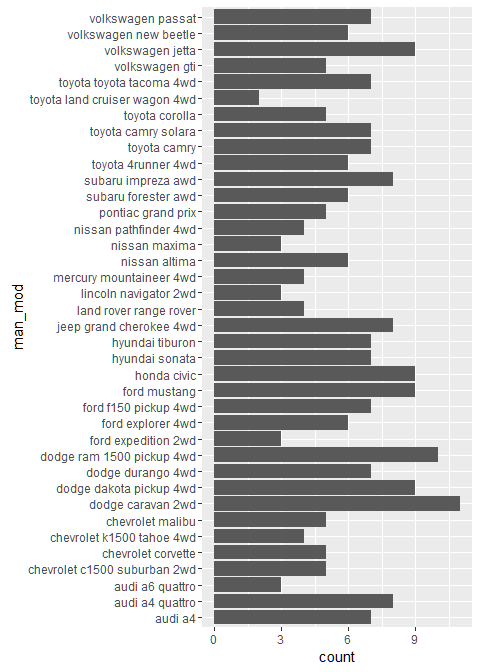 volkswagen passat
volkswagen new beetle
volkswagen jetta
volkswagen gti
toyota toyota tacoma 4wd
toyota land cruiser wagon 4wd
toyota corolla
toyota camry solara
toyota camry
toyota 4runner 4wd
subaru impreza awd
subaru forester awd
pontiac grand prix
nissan pathfinder 4wd
nissan maxima
nissan altima
mercury mountaineer 4wd
lincoln navigator 2wd
land rover range rover
jeep grand cherokee 4wd
hyundai tiburon
hyundai sonata
honda civic
ford mustang
ford f150 pickup 4wd
ford explorer 4wd
ford expedition 2wd
dodge ram 1500 pickup 4wd
dodge durango 4wd
dodge dakota pickup 4wd
dodge caravan 2wd
chevrolet malibu
chevrolet k1500 tahoe 4wd
chevrolet corvette
chevrolet c1500 suburban 2wd
audi a6 quattro
audi a4 quattro
audi a4
man_mod
0 3 6 9
count